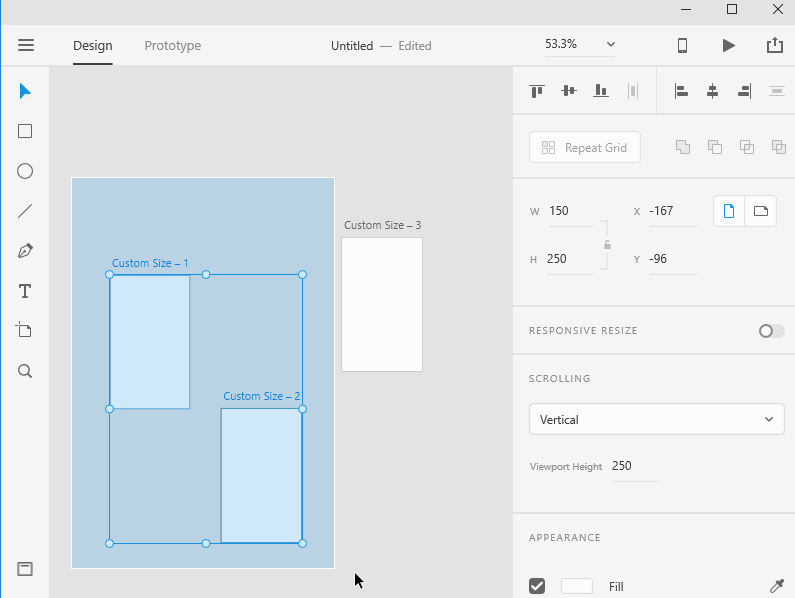 Design
Prototype
Untitled — Edited
53.3%
Repeat Grid
W 150
X -167
H 250
Y -96
Custom Size – 3
Custom Size – 1
Custom Size – 2
RESPONSIVE RESIZE
SCROLLING
Vertical
Viewport Height 250
APPEARANCE
Fill